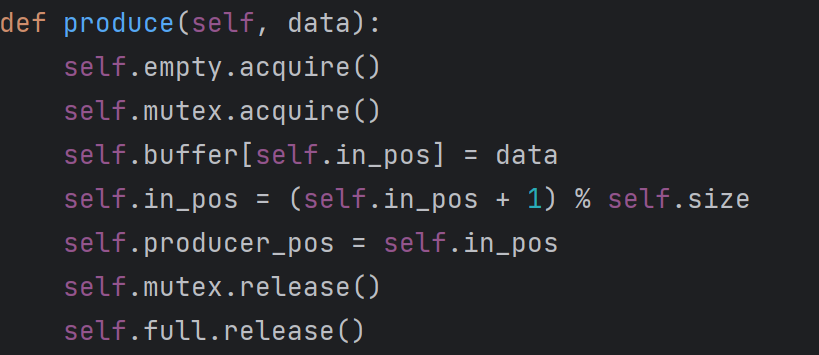 def produce(self, data):
    self.empty.acquire()
    self.mutex.acquire()
    self.buffer[self.in_pos] = data
    self.in_pos = (self.in_pos + 1) % self.size
    self.producer_pos = self.in_pos
    self.mutex.release()
    self.full.release()